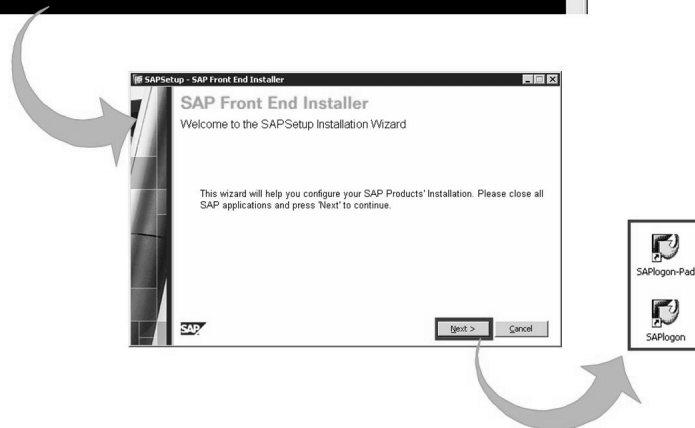 SAPSetup - SAP Front End Installer
SAP Front End Installer
Welcome to the SAPSetup Installation Wizard
This wizard will help you configure your SAP Products' Installation. Please close all
SAP applications and press 'Next' to continue.
SAP
Next >
Cancel
SAPlogon-Pad
SAPlogon